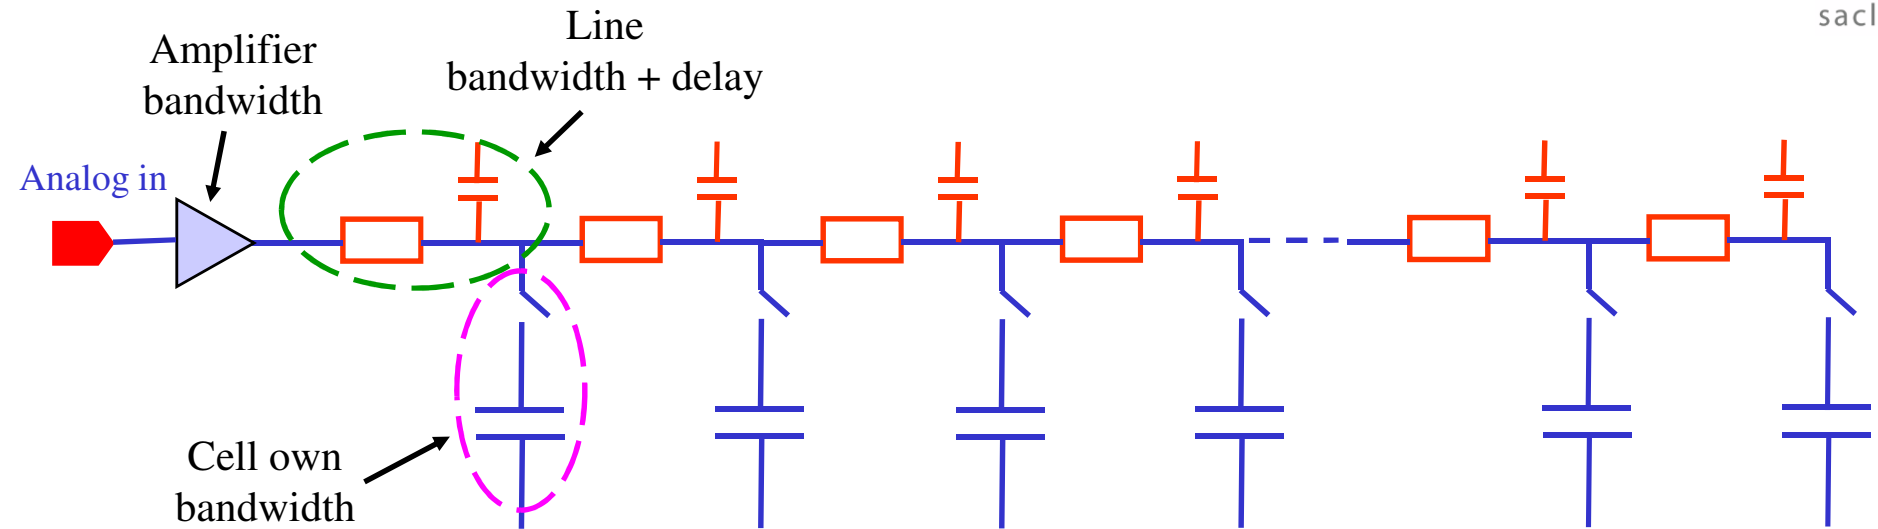 sacl
Line
bandwidth + delay
Amplifier
bandwidth
Analog in
Cell own
bandwidth